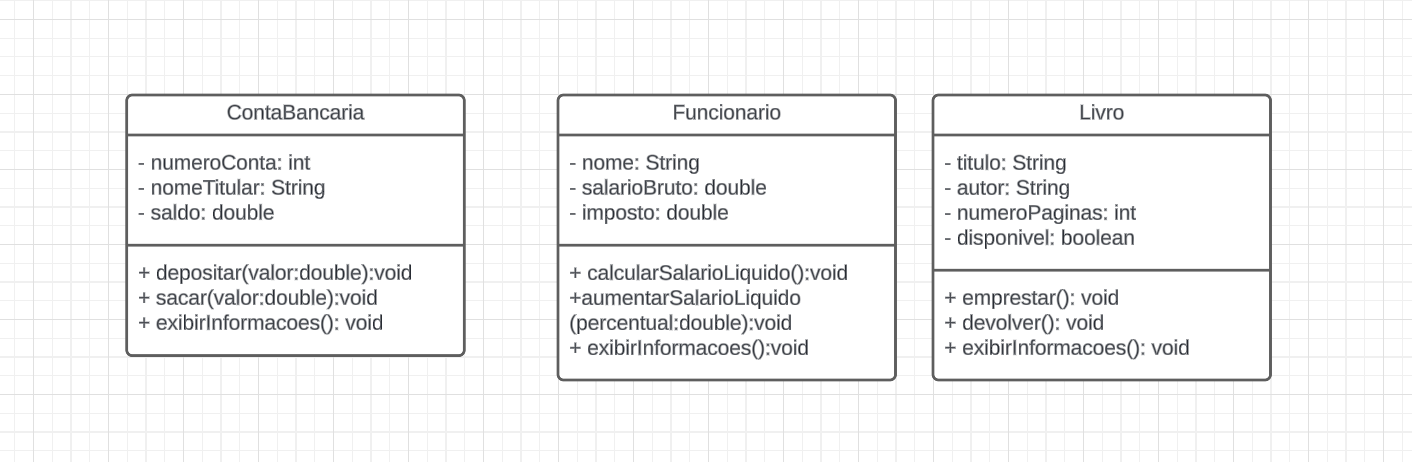 ContaBancaria
- numeroConta: int
- nomeTitular: String
- saldo: double
+ depositar(valor:double):void
+ sacar(valor:double):void
+ exibirInformacoes(): void
Funcionario
- nome: String
- salarioBruto: double
- imposto: double
+ calcularSalarioLiquido():void
+aumentarSalarioLiquido
(percentual:double):void
+ exibirInformacoes():void
Livro
- titulo: String
- autor: String
- numeroPaginas: int
- disponivel: boolean
+ emprestar(): void
+ devolver(): void
+ exibirInformacoes(): void